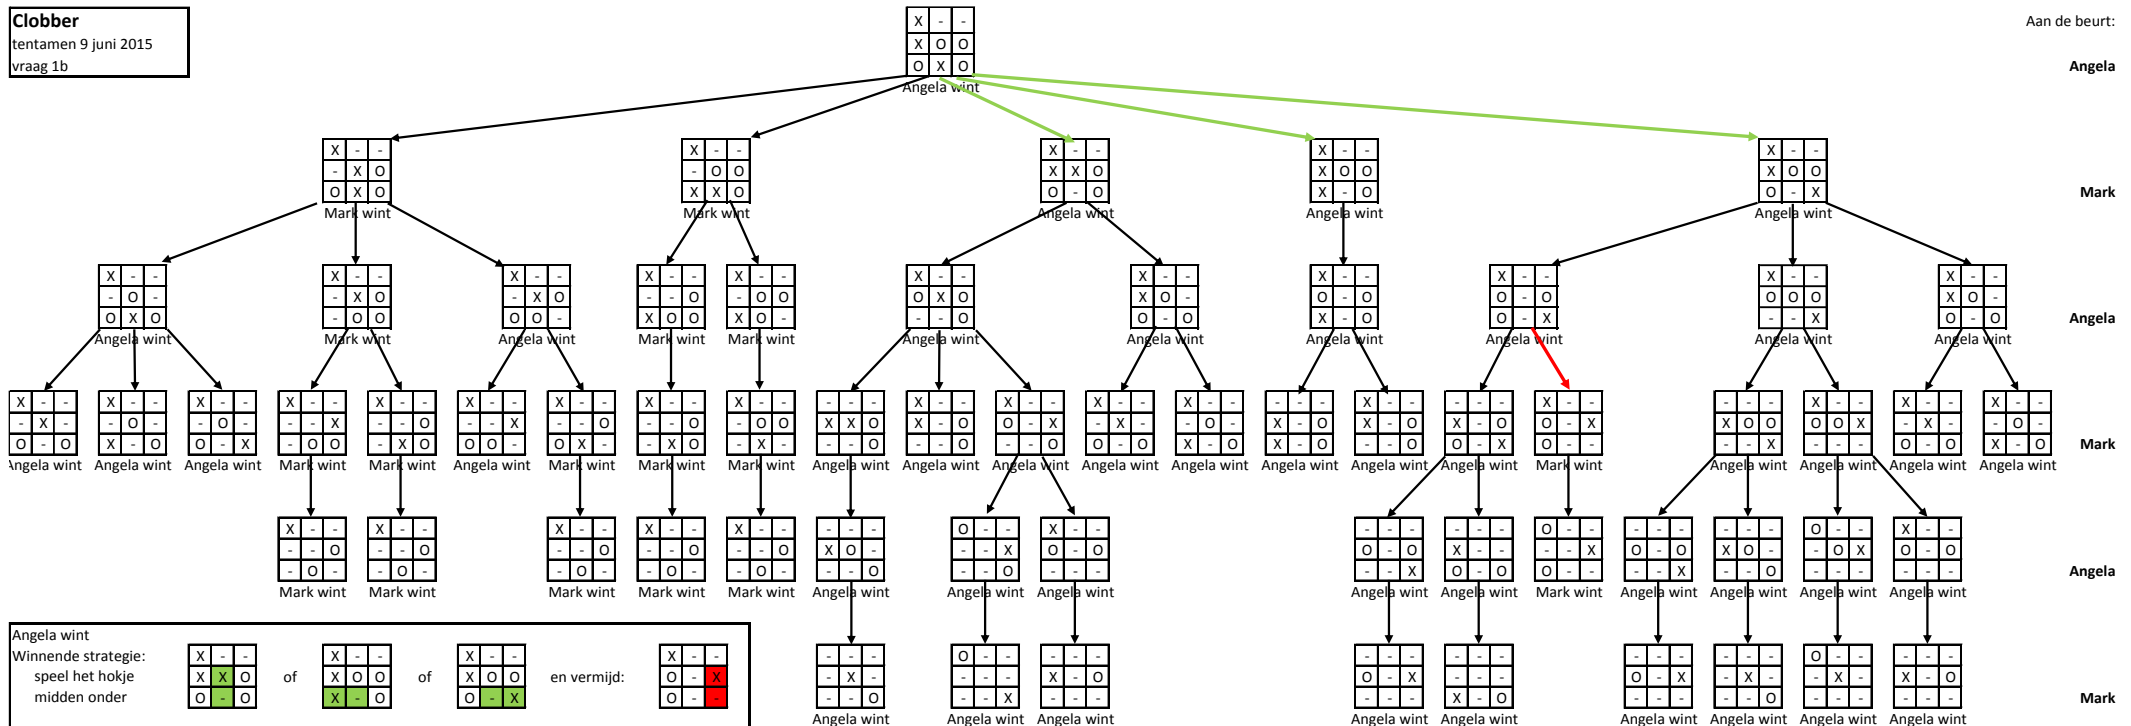 Clobber
tentamen 9 juni 2015
vraag 1b
Aan de beurt:
X - -
X O O
O X O
Angela
Angela wint
X - - X - - X - - X - - X - -
- X O - O O X X O X O O X O O
O X O X X O O - O X - O O - X
Mark
Mark wint Mark wint Angela wint Angela wint Angela wint
X - - X - - X - - X - - X - - X - - X - - X - - X - - X - - X - -
- O - - X O - X O - - O - O O O X O X O - O - O O - O O O O X O -
O X O - O O O O - X O O X O - - - O O - O X - O O - X - - X O - O
Angela
Angela wint Mark wint Angela wint Mark wint Mark wint Angela wint Angela wint Angela wint Angela wint Angela wint Angela wint
X - - X - - X - - X - - X - - X - - X - - X - - X - - - - - X - - X - - X - - X - - - - - X - - - - - X - - - - - X - - X - - X - -
- X - - O - - O - - - X - - O - - X - - O - - O - O O X X O X - O O - X - X - - O - X - O X - O X - O O - X X O O O O X - X - - O -
O - O X - O O - X - O O - X O O O - O X - - X O - X - - - O - - O - - O O - O X - O X - O - - O O - X O - - - - X - - - O - O X - O
Mark
Angela wint Angela wint Angela wint Mark wint Mark wint Angela wint Mark wint Mark wint Mark wint Angela wint Angela wint Angela wint Angela wint Angela wint Angela wint Angela wint Angela wint Mark wint Angela wint Angela wint Angela wint Angela wint
X - - X - - X - - X - - X - - - - - O - - X - - - - - - - - O - - - - - - - - O - - X - -
- - O - - O - - O - - O - - O X O - - - X O - O O - O X - - - - X O - O X O - - O X O - O
- O - - O - - O - - O - - O - - - O - - O - - - - - X O - O O - - - - X - - O - - - - - -
Angela
Mark wint Mark wint Mark wint Mark wint Mark wint Angela wint Angela wint Angela wint Angela wint Angela wint Mark wint Angela wint Angela wint Angela wint Angela wint
- - - O - - - - - - - - - - - - - - - - - O - - - - -
- X - - - - X - O O - X - - - O - X - X - - X - X - O
- - O - - X - - - - - - X - O - - - - - O - - - - - -
Mark
Angela wint Angela wint Angela wint Angela wint Angela wint Angela wint Angela wint Angela wint Angela wint
Angela wint
Winnende strategie:
speel het hokje
midden onder
X - -
X X O
O - O
of
X - -
X O O
X - O
of
X - -
X O O
O - X
en vermijd:
X - -
O - X
O - -